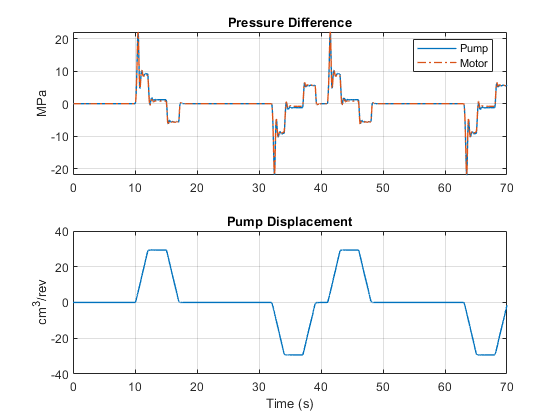 Pressure Difference
MPa
20
10
0
-10
-20
Pump
Motor
0 10 20 30 40 50 60 70
Pump Displacement
cm³/rev
40
20
0
-20
-40
0 10 20 30 40 50 60 70
Time (s)